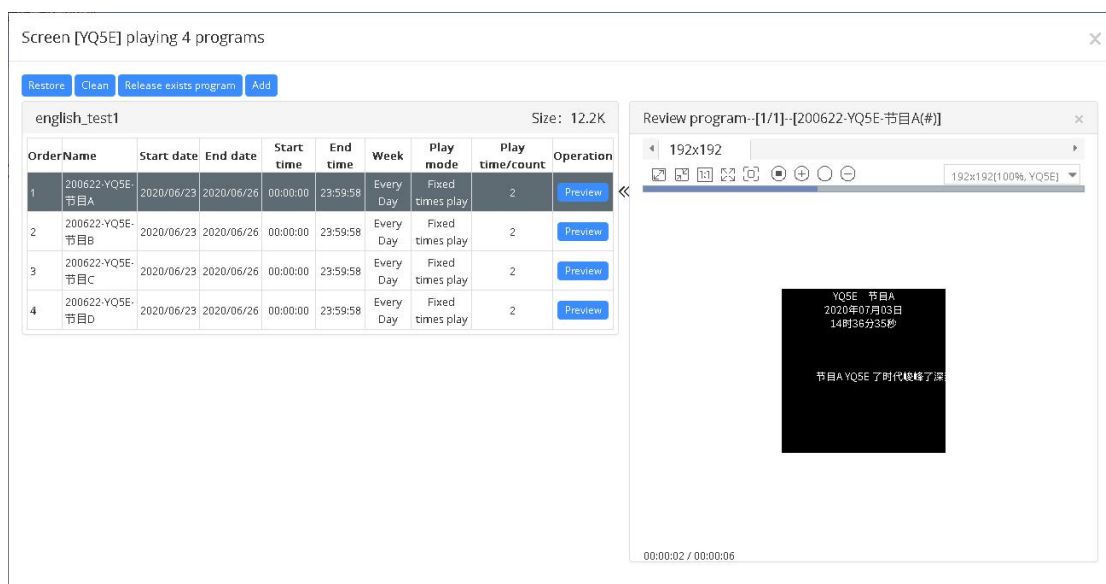 Screen [YQ5E] playing 4 programs
Restore Clean Release exists program Add
english_test1 Size: 12.2K
Order Name Start date End date Start time End time Week Play mode Play time/count Operation
1 200622-YQ5E-节目A 2020/06/23 2020/06/26 00:00:00 23:59:58 Every Day Fixed times play 2 Preview
2 200622-YQ5E-节目B 2020/06/23 2020/06/26 00:00:00 23:59:58 Every Day Fixed times play 2 Preview
3 200622-YQ5E-节目C 2020/06/23 2020/06/26 00:00:00 23:59:58 Every Day Fixed times play 2 Preview
4 200622-YQ5E-节目D 2020/06/23 2020/06/26 00:00:00 23:59:58 Every Day Fixed times play 2 Preview
Review program--[1/1]--[200622-YQ5E-节目A(#)]
192x192
1:1
192x192(100%, YQ5E)
YQ5E 节目A
2020年07月03日
14时36分35秒
节目A YQ5E 了时代峻峰了深
00:00:02 / 00:00:06